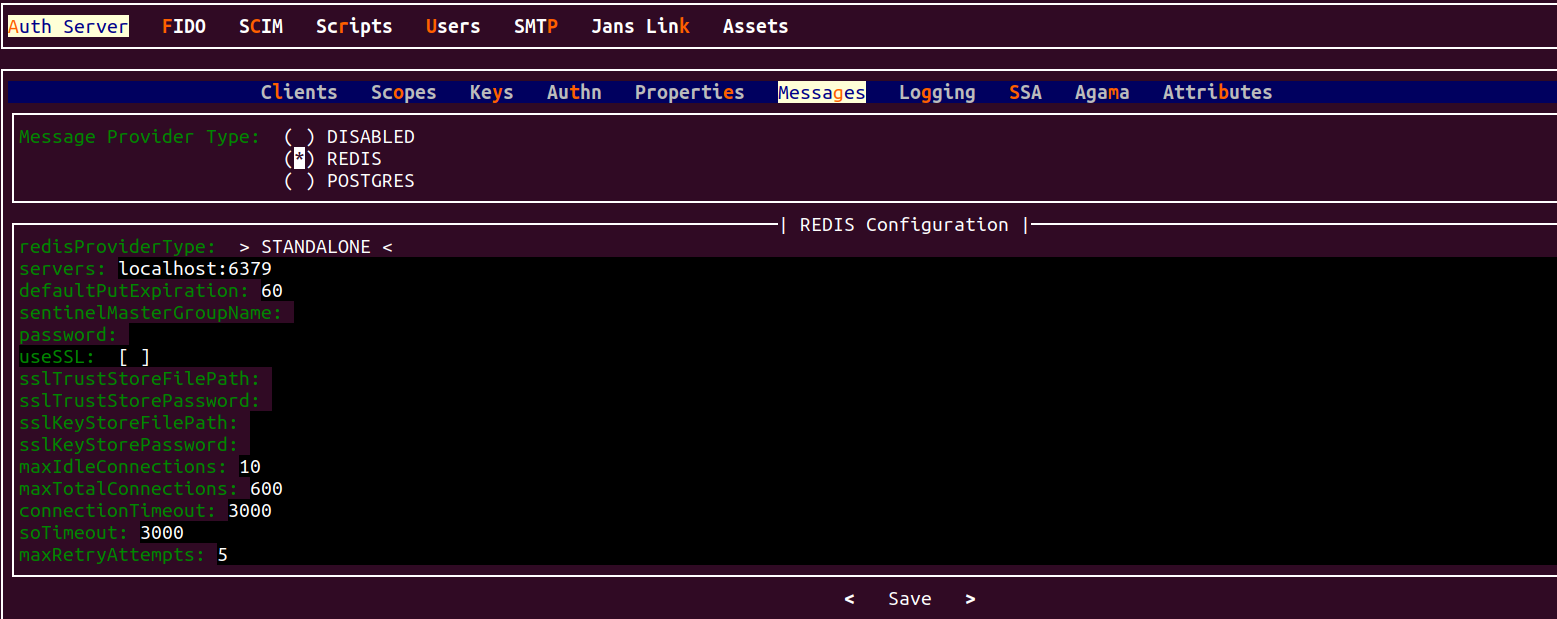 Auth Server FIDO SCIM Scripts Users SMTP Jans Link Assets
Clients Scopes Keys Authn Properties Messages Logging SSA Agama Attributes
Message Provider Type: ( ) DISABLED
(*) REDIS
( ) POSTGRES
| REDIS Configuration |
redisProviderType: > STANDALONE <
servers: localhost:6379
defaultPutExpiration: 60
sentinelMasterGroupName:
password:
useSSL: [ ]
sslTrustStoreFilePath:
sslTrustStorePassword:
sslKeyStoreFilePath:
sslKeyStorePassword:
maxIdleConnections: 10
maxTotalConnections: 600
connectionTimeout: 3000
soTimeout: 3000
maxRetryAttempts: 5
< Save >